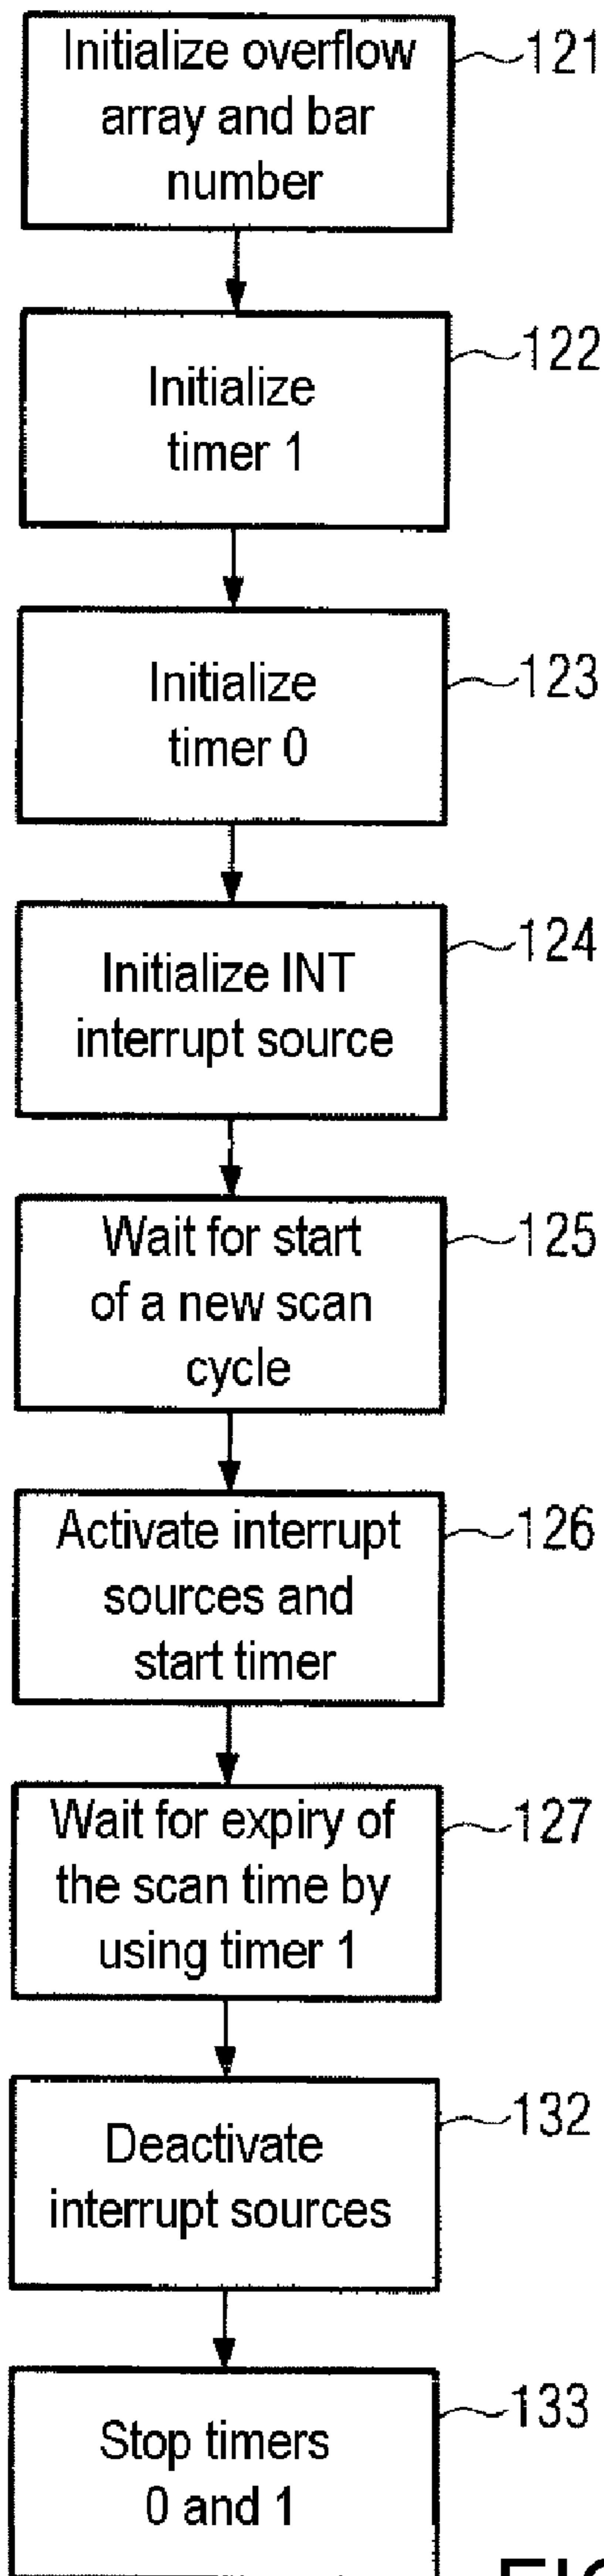 Initialize overflow
array and bar
number
121
Initialize
timer 1
122
Initialize
timer 0
123
Initialize INT
interrupt source
124
Wait for start
of a new scan
cycle
125
Activate interrupt
sources and
start timer
126
Wait for expiry of
the scan time by
using timer 1
127
Deactivate
interrupt sources
132
Stop timers
0 and 1
133